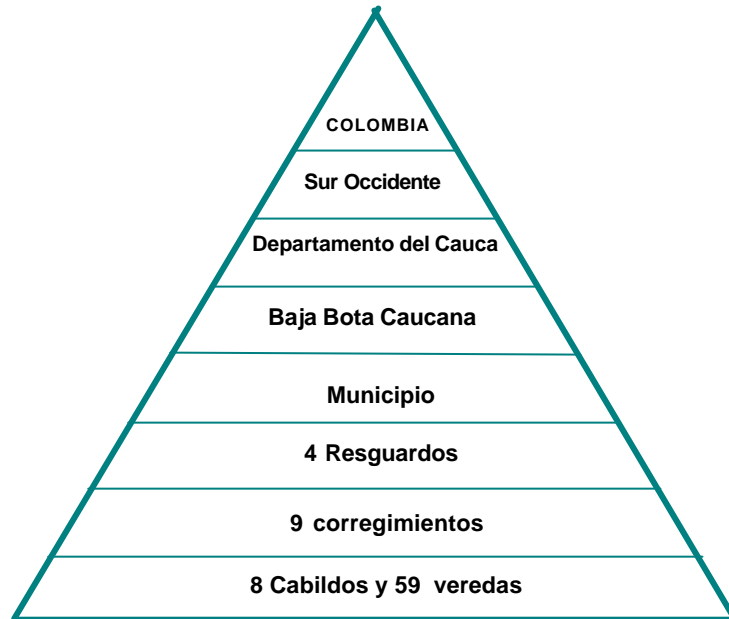 COLOMBIA
Sur Occidente
Departamento del Cauca
Baja Bota Caucana
Municipio
4 Resguardos
9 corregimientos
8 Cabildos y 59 veredas